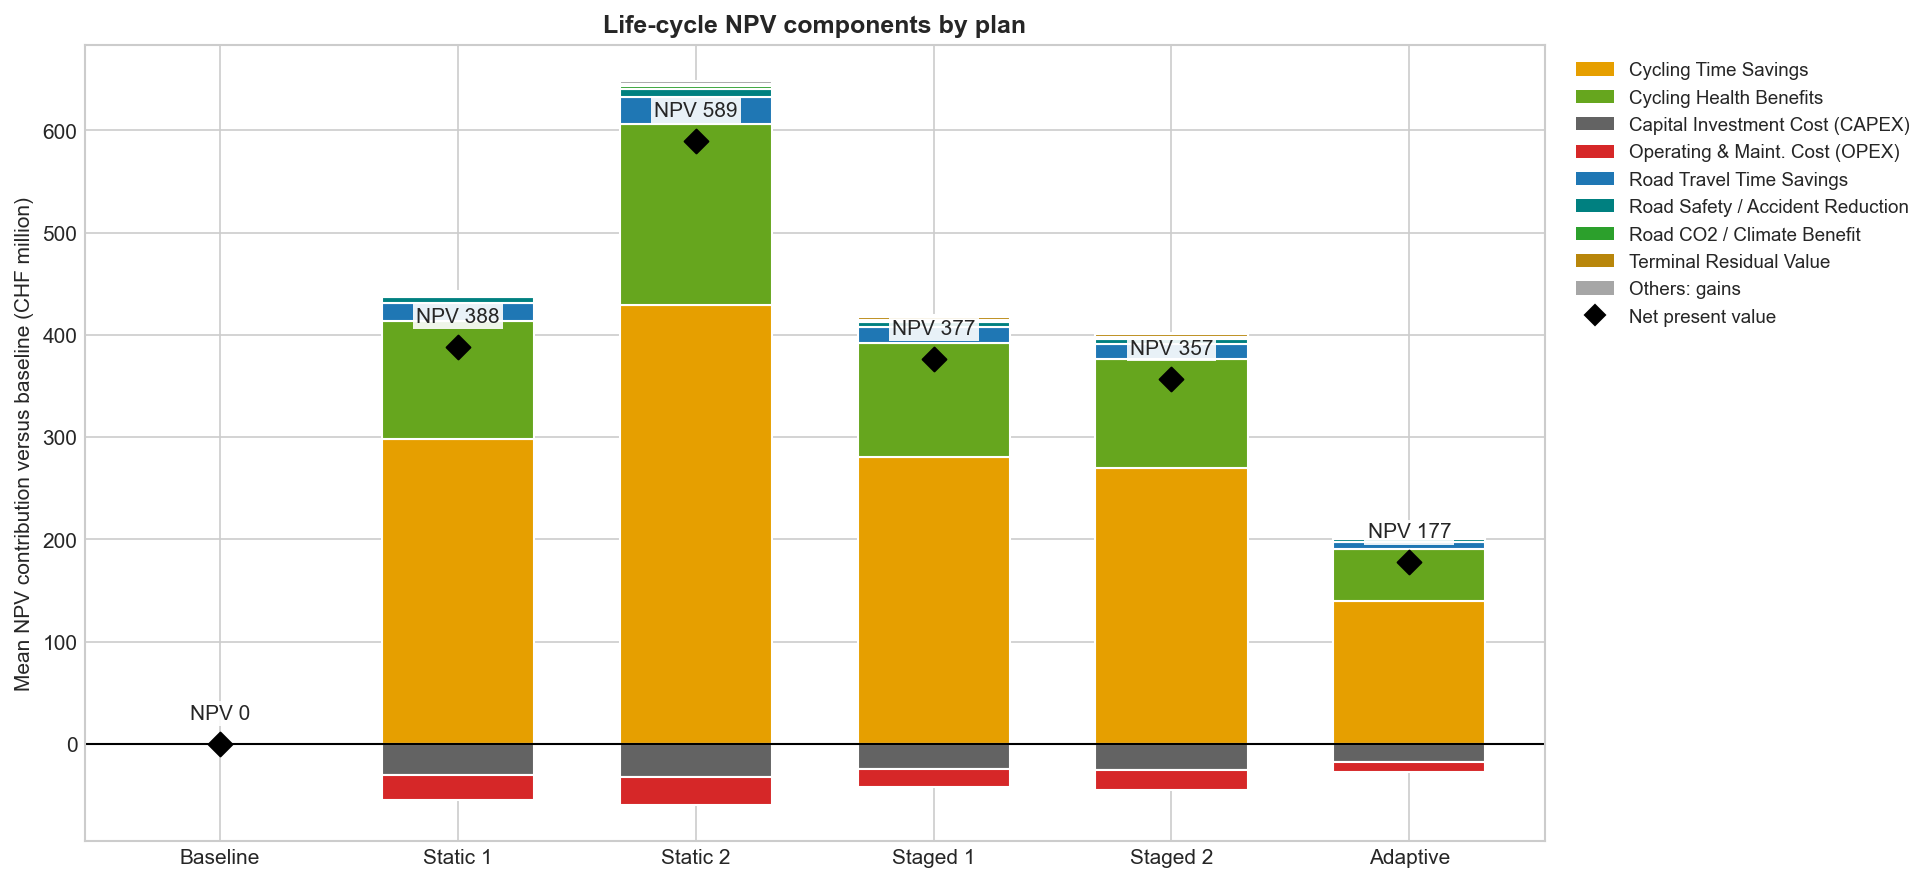 Life-cycle NPV components by plan
Mean NPV contribution versus baseline (CHF million)
600
500
400
300
200
100
0
NPV 0
NPV 388
NPV 589
NPV 377
NPV 357
NPV 177
Baseline
Static 1
Static 2
Staged 1
Staged 2
Adaptive
Cycling Time Savings
Cycling Health Benefits
Capital Investment Cost (CAPEX)
Operating & Maint. Cost (OPEX)
Road Travel Time Savings
Road Safety / Accident Reduction
Road CO2 / Climate Benefit
Terminal Residual Value
Others: gains
Net present value